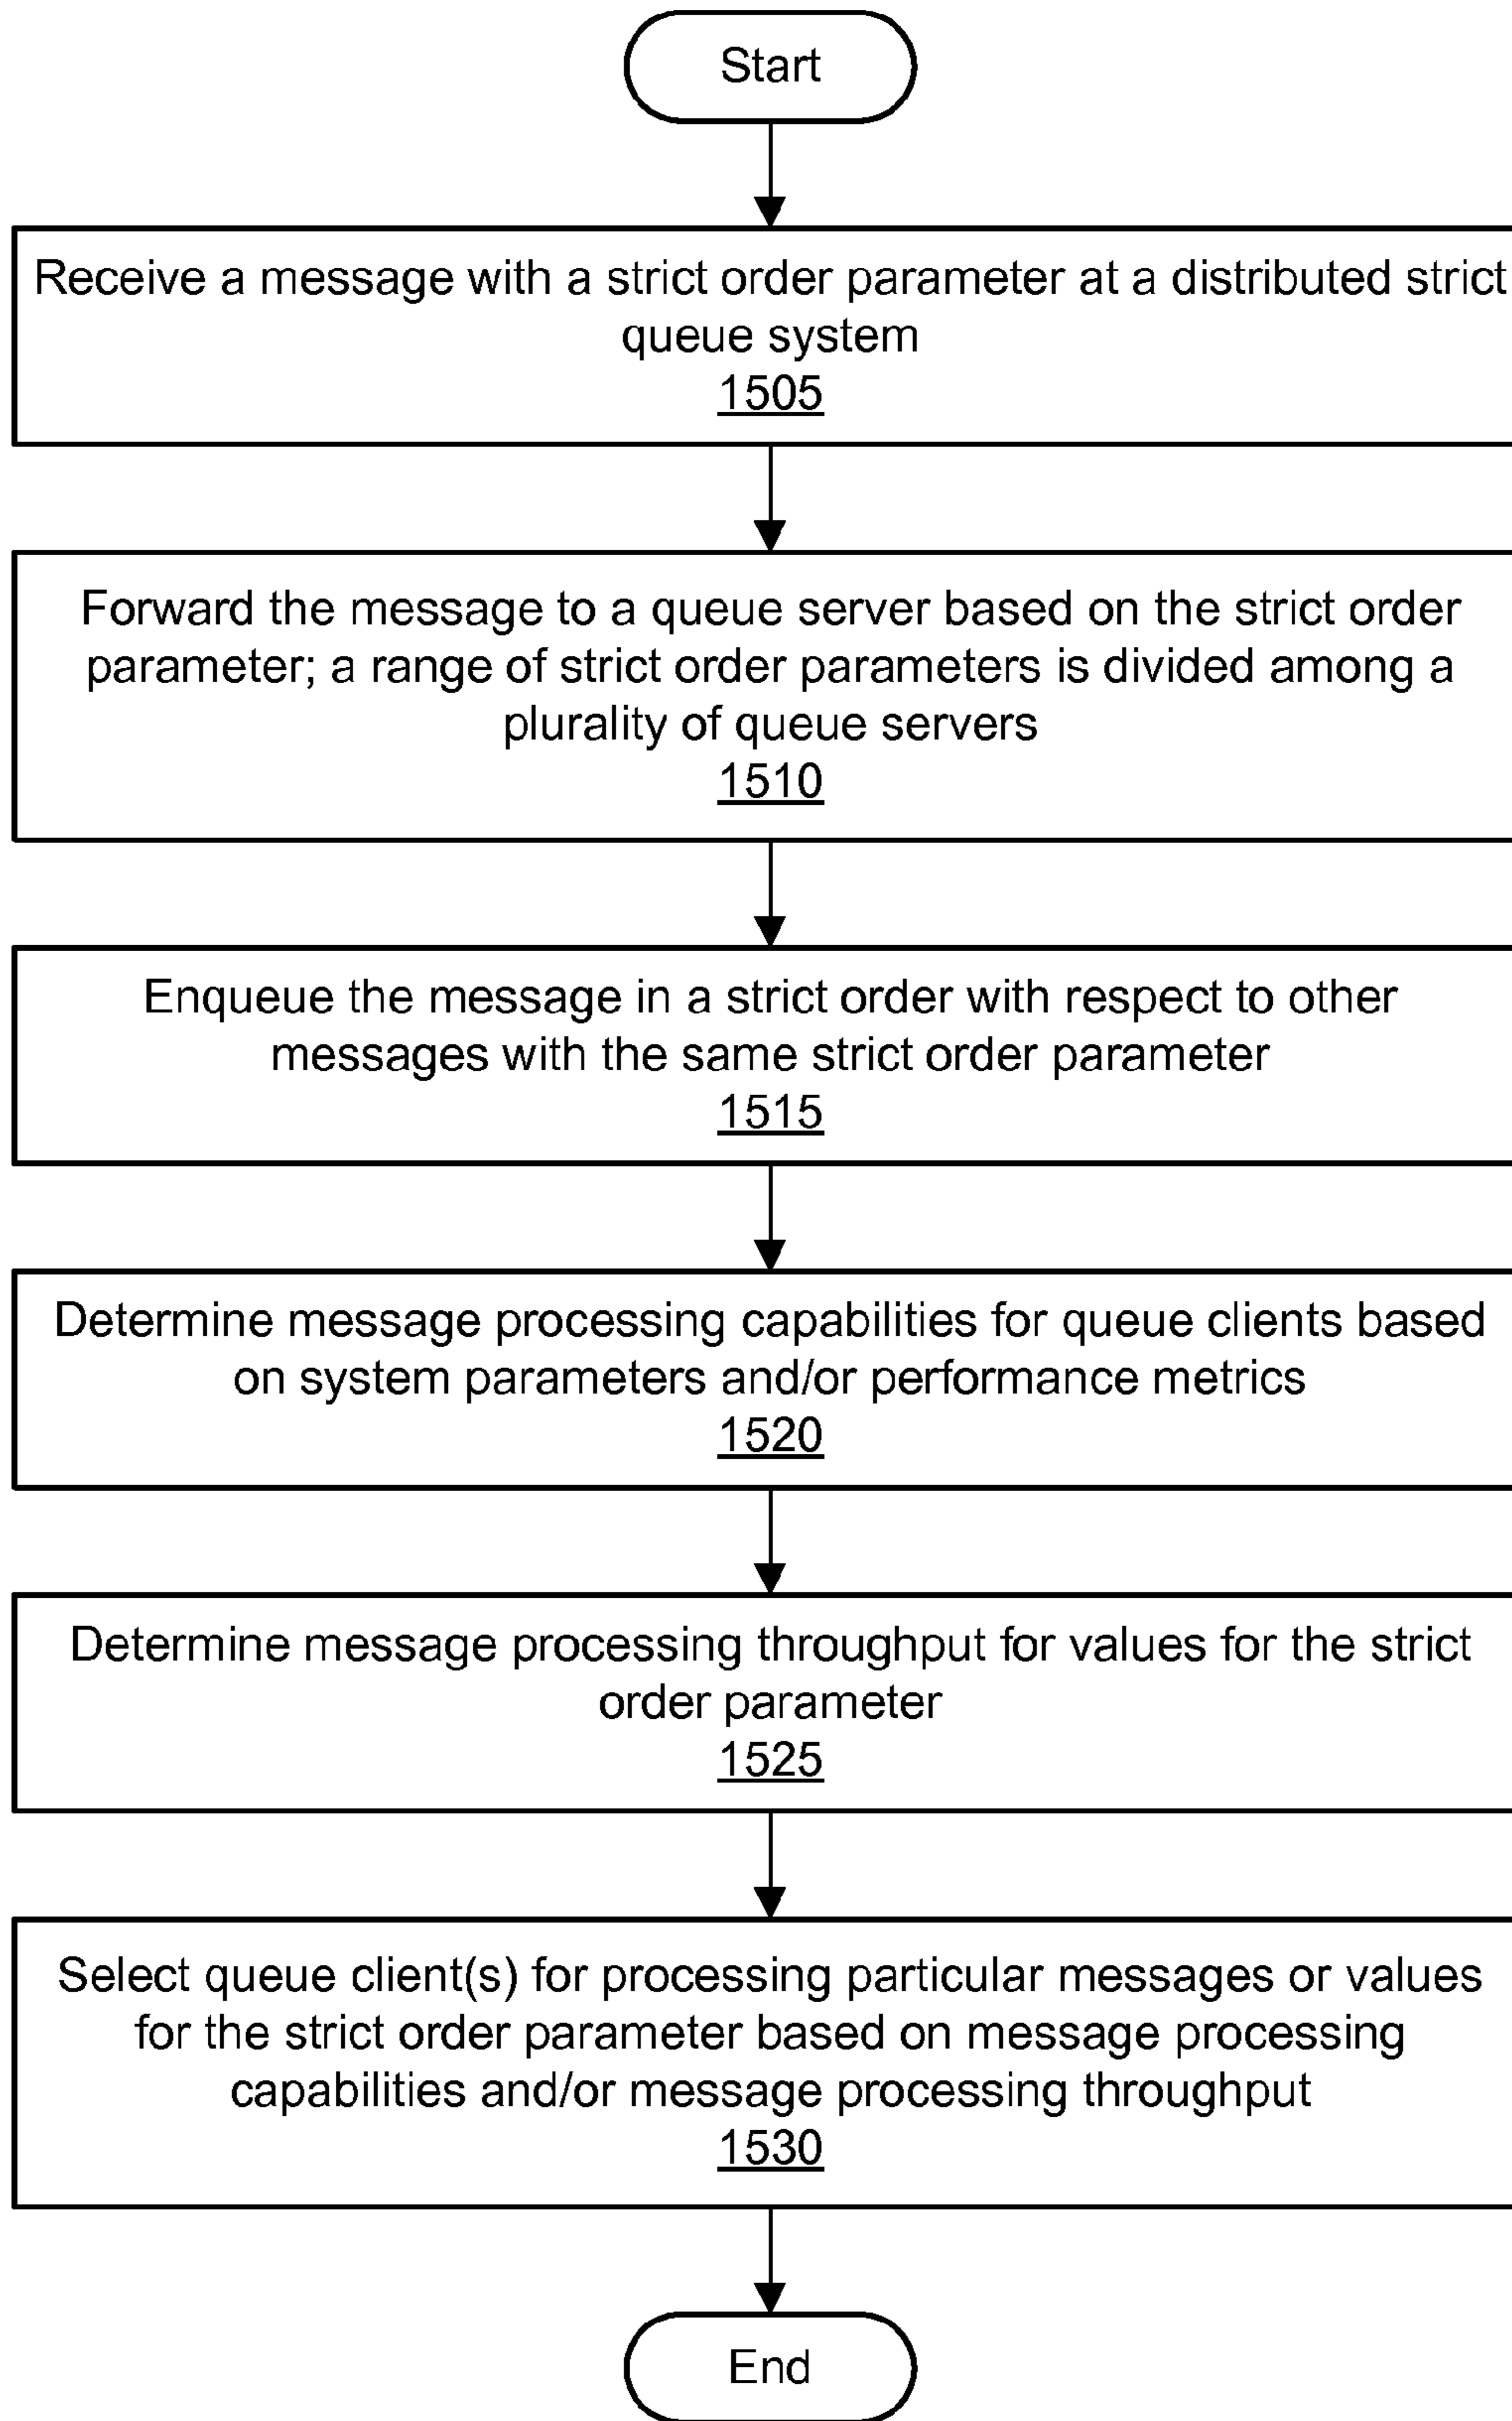 Start
Receive a message with a strict order parameter at a distributed strict
queue system
1505
Forward the message to a queue server based on the strict order
parameter; a range of strict order parameters is divided among a
plurality of queue servers
1510
Enqueue the message in a strict order with respect to other
messages with the same strict order parameter
1515
Determine message processing capabilities for queue clients based
on system parameters and/or performance metrics
1520
Determine message processing throughput for values for the strict
order parameter
1525
Select queue client(s) for processing particular messages or values
for the strict order parameter based on message processing
capabilities and/or message processing throughput
1530
End